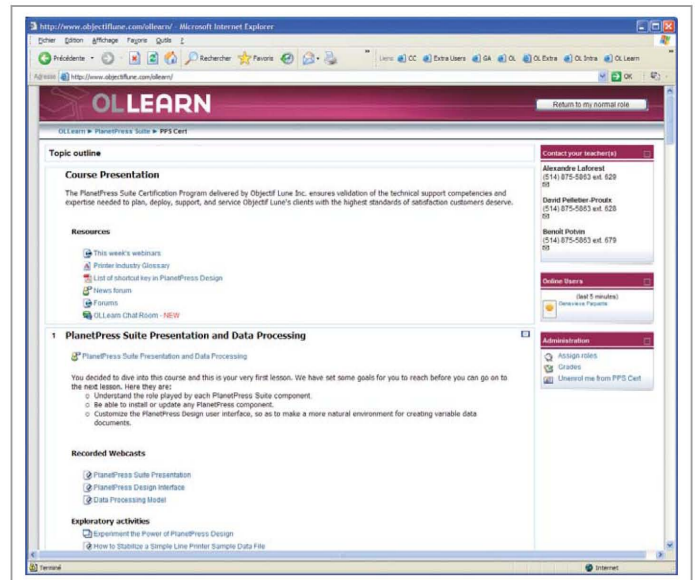 http://www.objectiflune.com/ollearn/ - Microsoft Internet Explorer
Fichier Edition Affichage Favoris Outils ?
Précédente Rechercher Favoris Liens CC Extra Users GA OL OL Extra OL Intra OL Learn
Adresse http://www.objectiflune.com/ollearn/ OK
OLLEARN
Return to my normal role
OLLearn ► PlanetPress Suite ► PPS Cert
Topic outline
Course Presentation
The PlanetPress Suite Certification Program delivered by Objectif Lune Inc. ensures validation of the technical support competencies and
expertise needed to plan, deploy, support, and service Objectif Lune's clients with the highest standards of satisfaction customers deserve.
Resources
This week's webinars
Printer Industry Glossary
List of shortcut key in PlanetPress Design
News forum
Forums
OLLearn Chat Room - NEW
1 PlanetPress Suite Presentation and Data Processing
PlanetPress Suite Presentation and Data Processing
You decided to dive into this course and this is your very first lesson. We have set some goals for you to reach before you can go on to
the next lesson. Here they are:
o Understand the role played by each PlanetPress Suite component.
o Be able to install or update any PlanetPress component.
o Customize the PlanetPress Design user interface, so as to make a more natural environment for creating variable data
documents.
Recorded Webcasts
PlanetPress Suite Presentation
PlanetPress Design Interface
Data Processing Model
Exploratory activities
Experiment the Power of PlanetPress Design
How to Stabilize a Simple Line Printer Sample Data File
Contact your teacher(s)
Alexandre Laforest
(514) 875-5863 ext. 629
David Pelletier-Proulx
(514) 875-5863 ext. 628
Benoit Potvin
(514) 875-5863 ext. 679
Online Users
(last 5 minutes)
Genevieve Paquette
Administration
Assign roles
Grades
Unenrol me from PPS Cert
Terminé Internet